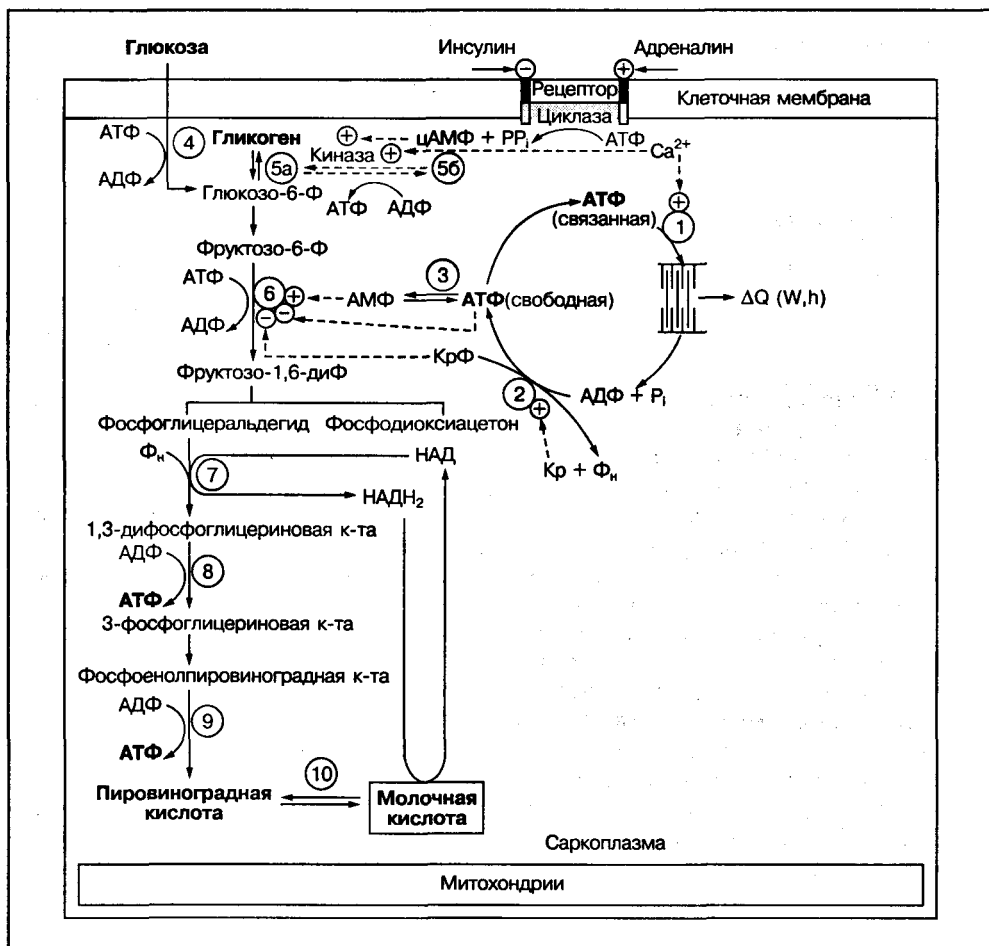 Глюкоза
Инсулин
Адреналин
−
+
Рецептор
Клеточная мембрана
Циклаза
АТФ
4
АДФ
Гликоген
+
цАМФ + PPi
АТФ
Киназа +
Ca2+
5а
5б
Глюкозо-6-Ф
АТФ
АДФ
АТФ
(связанная)
+
1
Фруктозо-6-Ф
АТФ
АДФ
6
+
−
−
АМФ
3
АТФ(свободная)
ΔQ (W,h)
КрФ
Фруктозо-1,6-диФ
2
+
АДФ + Pi
Фосфоглицеральдегид
Фосфодиоксиацетон
Кр + Фн
Фн
7
НАД
НАДН2
1,3-дифосфоглицериновая к-та
АДФ
8
АТФ
3-фосфоглицериновая к-та
Фосфоенолпировиноградная к-та
АДФ
9
АТФ
10
Пировиноградная
кислота
Молочная
кислота
Саркоплазма
Митохондрии